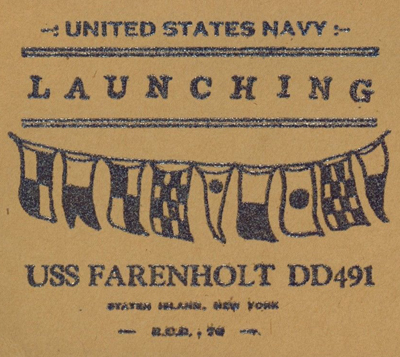 -: UNITED STATES NAVY :-
LAUNCHING
USS FARENHOLT DD491
STATEN ISLAND, NEW YORK